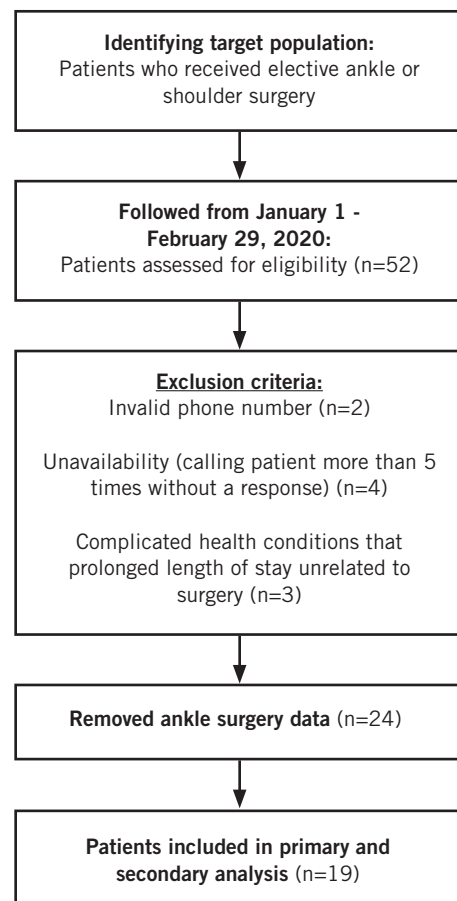 Identifying target population:
Patients who received elective ankle or
shoulder surgery
Followed from January 1 -
February 29, 2020:
Patients assessed for eligibility (n=52)
Exclusion criteria:
Invalid phone number (n=2)
Unavailability (calling patient more than 5
times without a response) (n=4)
Complicated health conditions that
prolonged length of stay unrelated to
surgery (n=3)
Removed ankle surgery data (n=24)
Patients included in primary and
secondary analysis (n=19)